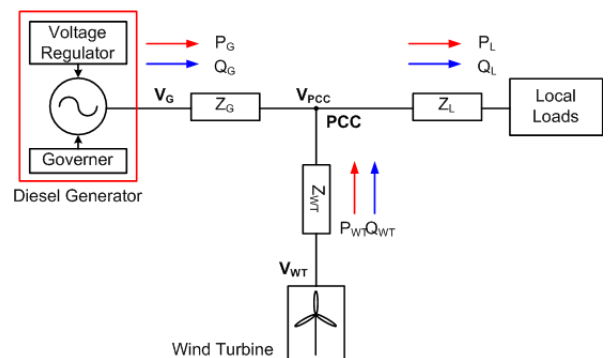 Voltage
Regulator
Governer
Diesel Generator
P_G
Q_G
V_G
Z_G
V_PCC
PCC
P_L
Q_L
Z_L
Local
Loads
Z_WT
P_WT Q_WT
V_WT
Wind Turbine